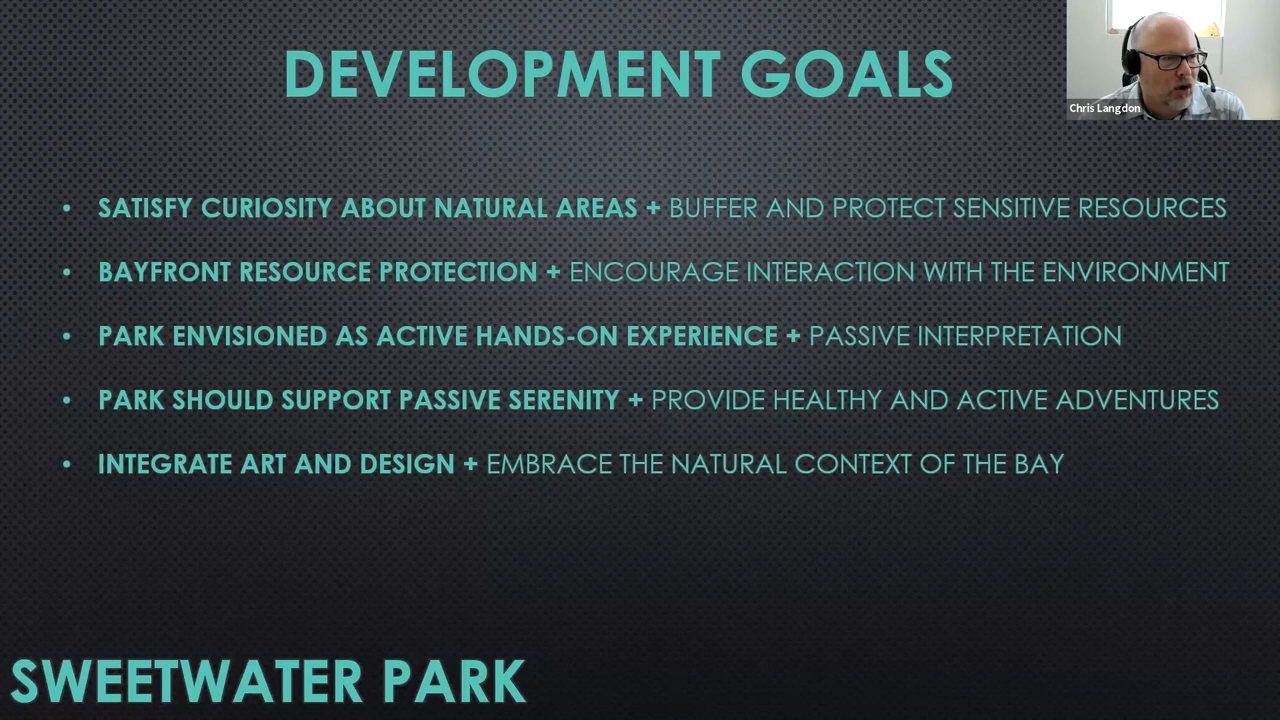 DEVELOPMENT GOALS
Chris Langdon
• SATISFY CURIOSITY ABOUT NATURAL AREAS + BUFFER AND PROTECT SENSITIVE RESOURCES
• BAYFRONT RESOURCE PROTECTION + ENCOURAGE INTERACTION WITH THE ENVIRONMENT
• PARK ENVISIONED AS ACTIVE HANDS-ON EXPERIENCE + PASSIVE INTERPRETATION
• PARK SHOULD SUPPORT PASSIVE SERENITY + PROVIDE HEALTHY AND ACTIVE ADVENTURES
• INTEGRATE ART AND DESIGN + EMBRACE THE NATURAL CONTEXT OF THE BAY
SWEETWATER PARK